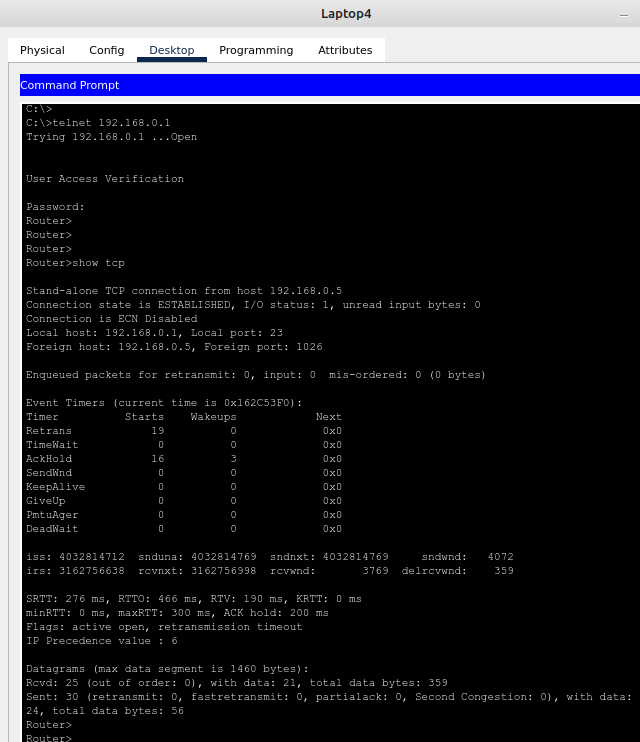 Laptop4
Physical Config Desktop Programming Attributes
Command Prompt
C:\>
C:\>telnet 192.168.0.1
Trying 192.168.0.1 ...Open
User Access Verification
Password:
Router>
Router>
Router>
Router>show tcp
Stand-alone TCP connection from host 192.168.0.5
Connection state is ESTABLISHED, I/O status: 1, unread input bytes: 0
Connection is ECN Disabled
Local host: 192.168.0.1, Local port: 23
Foreign host: 192.168.0.5, Foreign port: 1026
Enqueued packets for retransmit: 0, input: 0  mis-ordered: 0 (0 bytes)
Event Timers (current time is 0x162C53F0):
Timer Starts Wakeups Next
Retrans 19 0 0x0
TimeWait 0 0 0x0
AckHold 16 3 0x0
SendWnd 0 0 0x0
KeepAlive 0 0 0x0
GiveUp 0 0 0x0
PmtuAger 0 0 0x0
DeadWait 0 0 0x0
iss: 4032814712  snduna: 4032814769  sndnxt: 4032814769     sndwnd:   4072
irs: 3162756638  rcvnxt: 3162756998  rcvwnd:       3769  delrcvwnd:    359
SRTT: 276 ms, RTTO: 466 ms, RTV: 190 ms, KRTT: 0 ms
minRTT: 0 ms, maxRTT: 300 ms, ACK hold: 200 ms
Flags: active open, retransmission timeout
IP Precedence value : 6
Datagrams (max data segment is 1460 bytes):
Rcvd: 25 (out of order: 0), with data: 21, total data bytes: 359
Sent: 30 (retransmit: 0, fastretransmit: 0, partialack: 0, Second Congestion: 0), with data:
24, total data bytes: 56
Router>
Router>